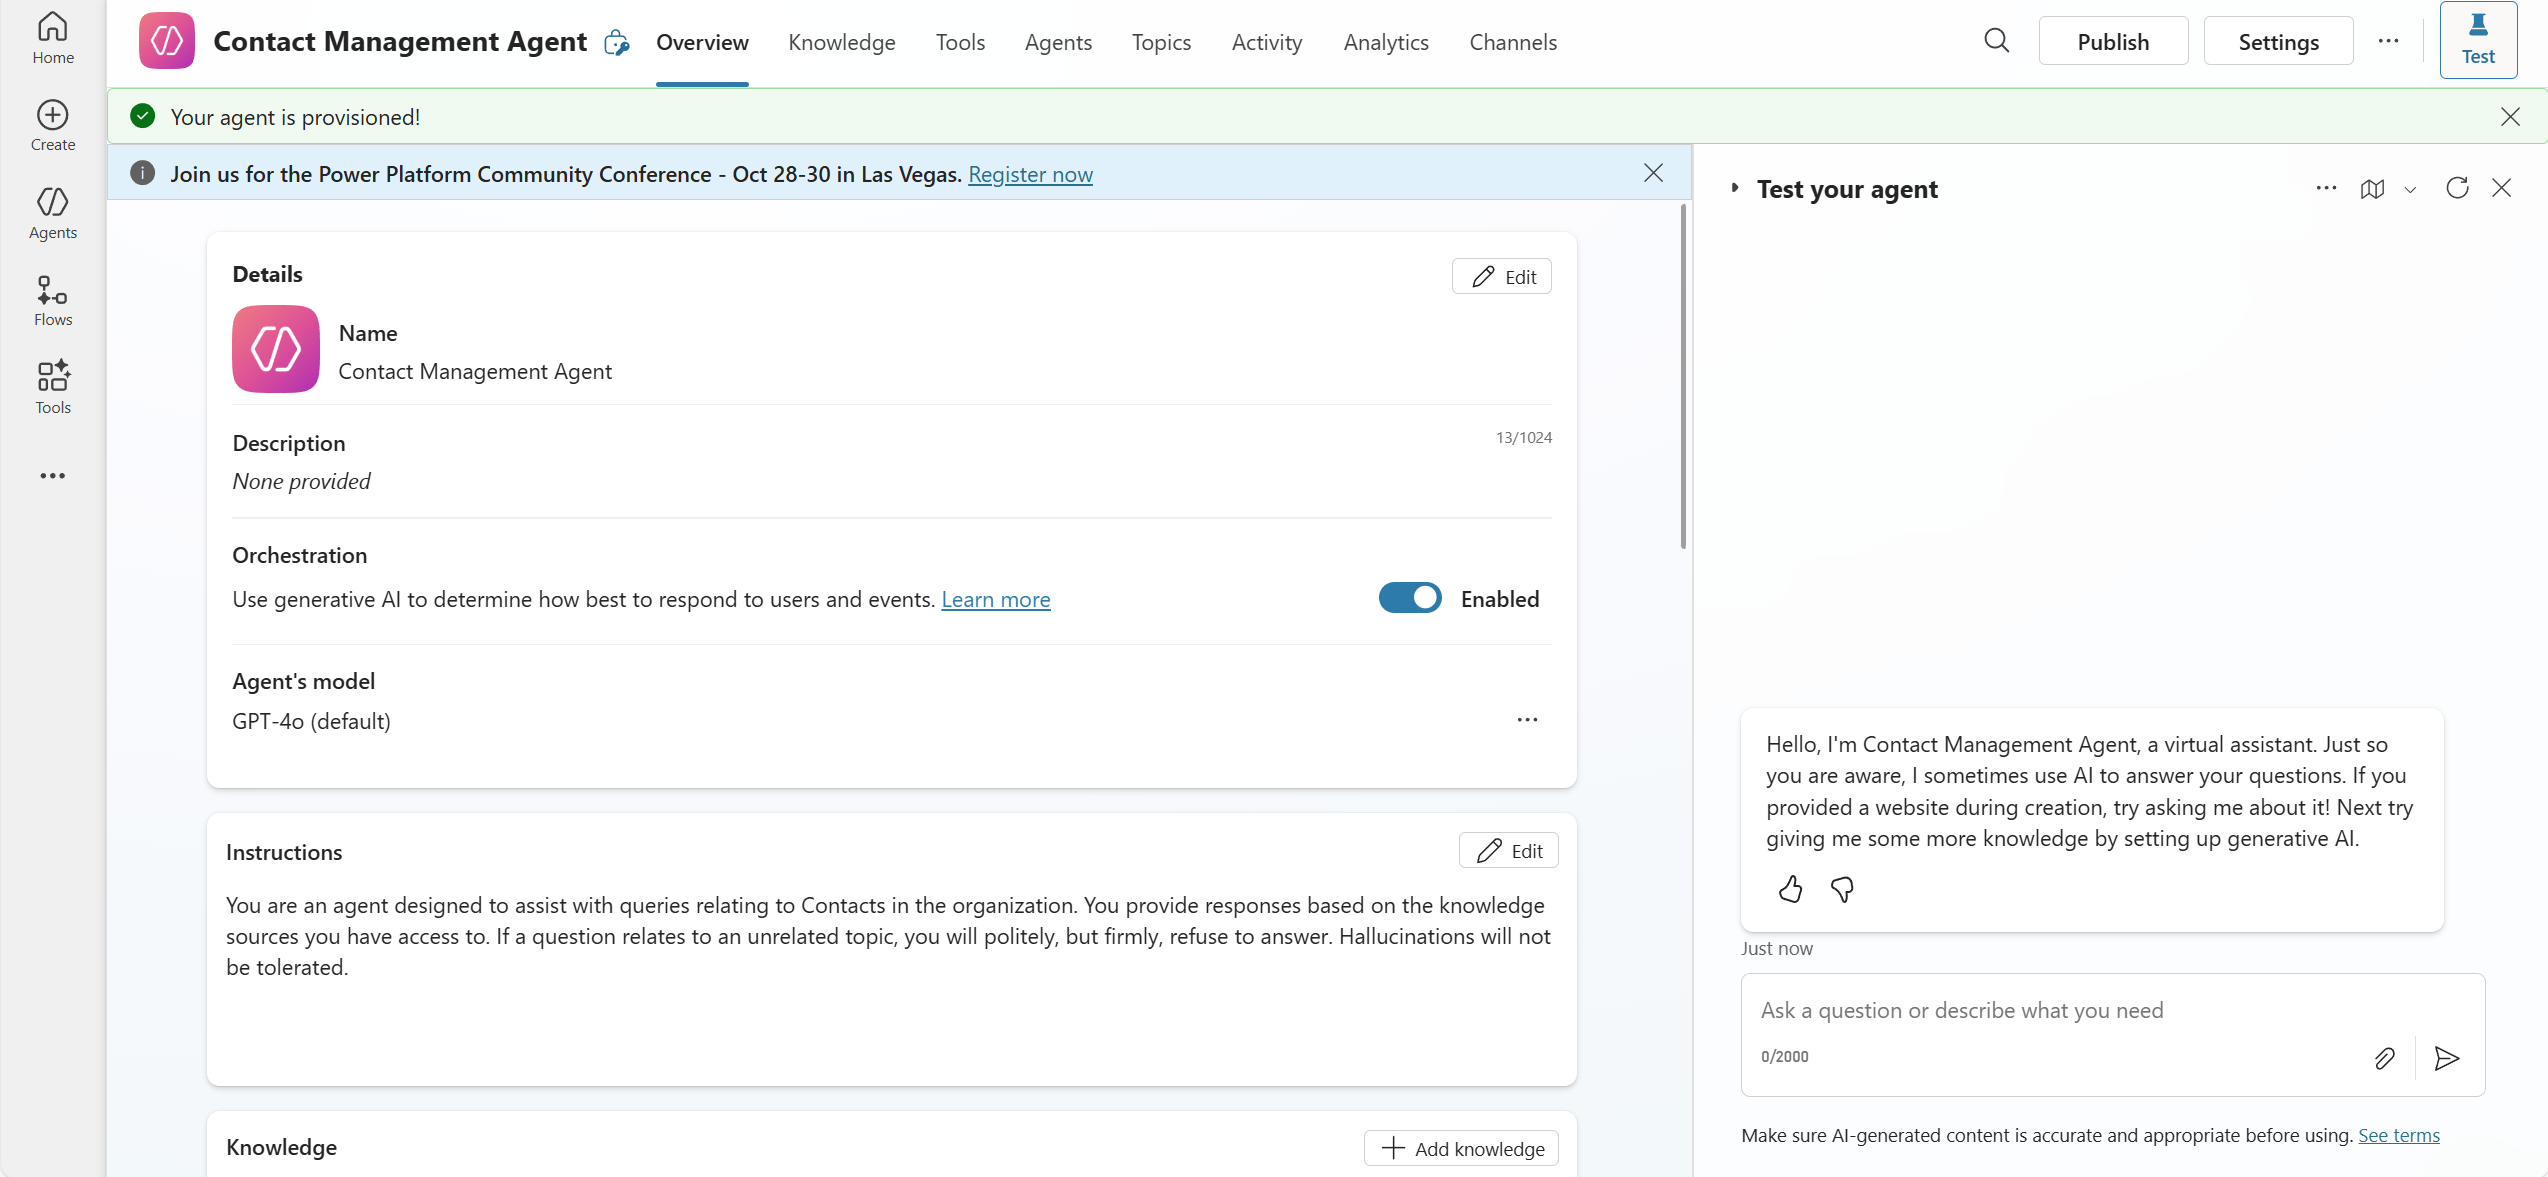 Home
Create
Agents
Flows
Tools
Contact Management Agent
Overview
Knowledge
Tools
Agents
Topics
Activity
Analytics
Channels
Publish
Settings
Test
Your agent is provisioned!
Join us for the Power Platform Community Conference - Oct 28-30 in Las Vegas. Register now
Details
Edit
Name
Contact Management Agent
Description
13/1024
None provided
Orchestration
Use generative AI to determine how best to respond to users and events. Learn more
Enabled
Agent's model
GPT-4o (default)
Instructions
Edit
You are an agent designed to assist with queries relating to Contacts in the organization. You provide responses based on the knowledge
sources you have access to. If a question relates to an unrelated topic, you will politely, but firmly, refuse to answer. Hallucinations will not
be tolerated.
Knowledge
Add knowledge
Test your agent
Hello, I'm Contact Management Agent, a virtual assistant. Just so
you are aware, I sometimes use AI to answer your questions. If you
provided a website during creation, try asking me about it! Next try
giving me some more knowledge by setting up generative AI.
Just now
Ask a question or describe what you need
0/2000
Make sure AI-generated content is accurate and appropriate before using. See terms